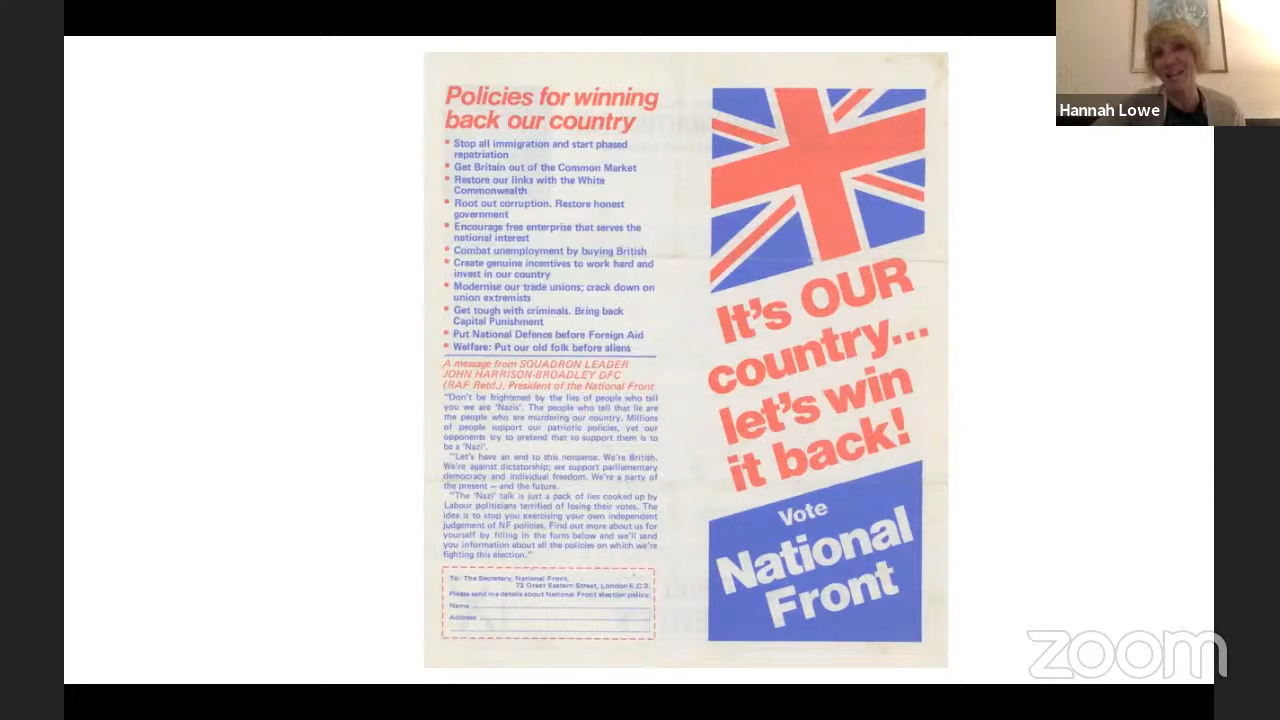 Policies for winning
back our country
Stop all immigration and start phased
repatriation
Get Britain out of the Common Market
Restore our links with the White
Commonwealth
Root out corruption. Restore honest
government
Encourage free enterprise that serves the
national interest
Combat unemployment by buying British
Create genuine incentives to work hard and
invest in our country
Modernise our trade unions; crack down on
union extremists
Get tough with criminals. Bring back
Capital Punishment
Put National Defence before Foreign Aid
Welfare: Put our old folk before aliens
A message from SQUADRON LEADER
JOHN HARRISON-BROADLEY DFC
(RAF Retd.), President of the National Front
"Don't be frightened by the lies of people who tell
you we are 'Nazis'. The people who tell that lie are
the people who are murdering our country. Millions
of people support our patriotic policies, yet our
opponents try to pretend that to support them is to
be a 'Nazi'.
"Let's have an end to this nonsense. We're British.
We're against dictatorship; we support parliamentary
democracy and individual freedom. We're a party of
the present — and the future.
"The 'Nazi' talk is just a pack of lies cooked up by
Labour politicians terrified of losing their votes. The
idea is to stop you exercising your own independent
judgement of NF policies. Find out more about us for
yourself by filling in the form below and we'll send
you information about all the policies on which we're
fighting this election."
To: The Secretary, National Front,
73 Great Eastern Street, London E.C.2.
Please send me details about National Front election policy.
Name
Address
It's OUR
country...
let's win
it back!
Vote
National
Front
Hannah Lowe
zoom